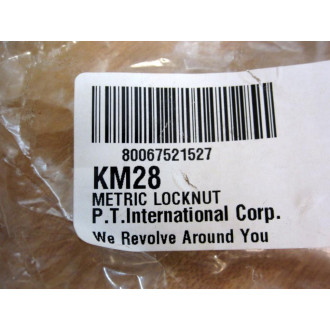 80067521527
KM28
METRIC LOCKNUT
P.T.International Corp.
We Revolve Around You